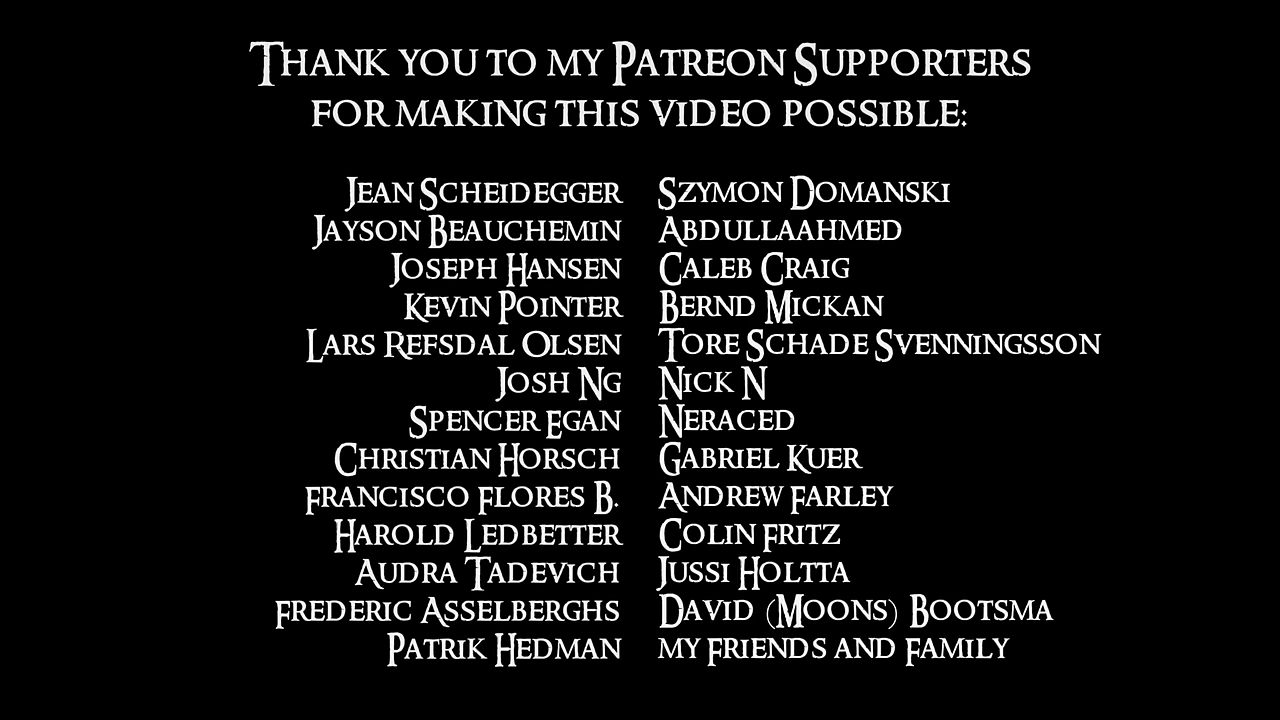 Thank you to my Patreon Supporters
for making this video possible:
Jean Scheidegger
Jayson Beauchemin
Joseph Hansen
Kevin Pointer
Lars Refsdal Olsen
Josh Ng
Spencer Egan
Christian Horsch
Francisco Flores B.
Harold Ledbetter
Audra Tadevich
Frederic Asselberghs
Patrik Hedman
Szymon Domanski
Abdullaahmed
Caleb Craig
Bernd Mickan
Tore Schade Svenningsson
Nick N
Neraced
Gabriel Kuer
Andrew Farley
Colin Fritz
Jussi Holtta
David (Moons) Bootsma
my Friends and Family